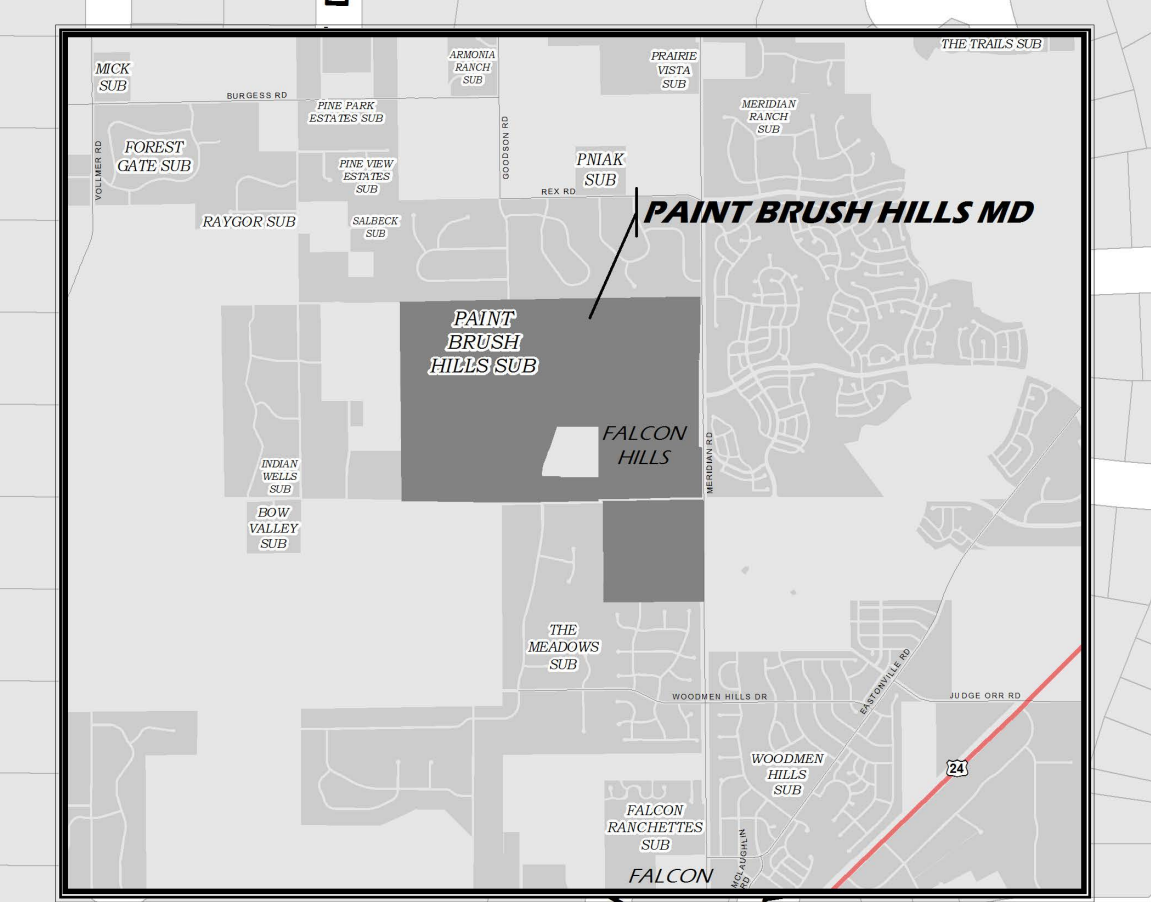 THE TRAILS SUB
MICK
SUB
ARMONIA
RANCH
SUB
PRAIRIE
VISTA
SUB
BURGESS RD
PINE PARK
ESTATES SUB
MERIDIAN
RANCH
SUB
FOREST
GATE SUB
VOLLMER RD
GOODSON RD
PINE VIEW
ESTATES
SUB
PNIAK
SUB
REX RD
RAYGOR SUB
SALBECK
SUB
PAINT BRUSH HILLS MD
PAINT
BRUSH
HILLS SUB
FALCON
HILLS
MERIDIAN RD
INDIAN
WELLS
SUB
BOW
VALLEY
SUB
THE
MEADOWS
SUB
WOODMEN HILLS DR
EASTONVILLE RD
JUDGE ORR RD
WOODMEN
HILLS
SUB
24
FALCON
RANCHETTES
SUB
FALCON
MCLAUGHLIN
RD